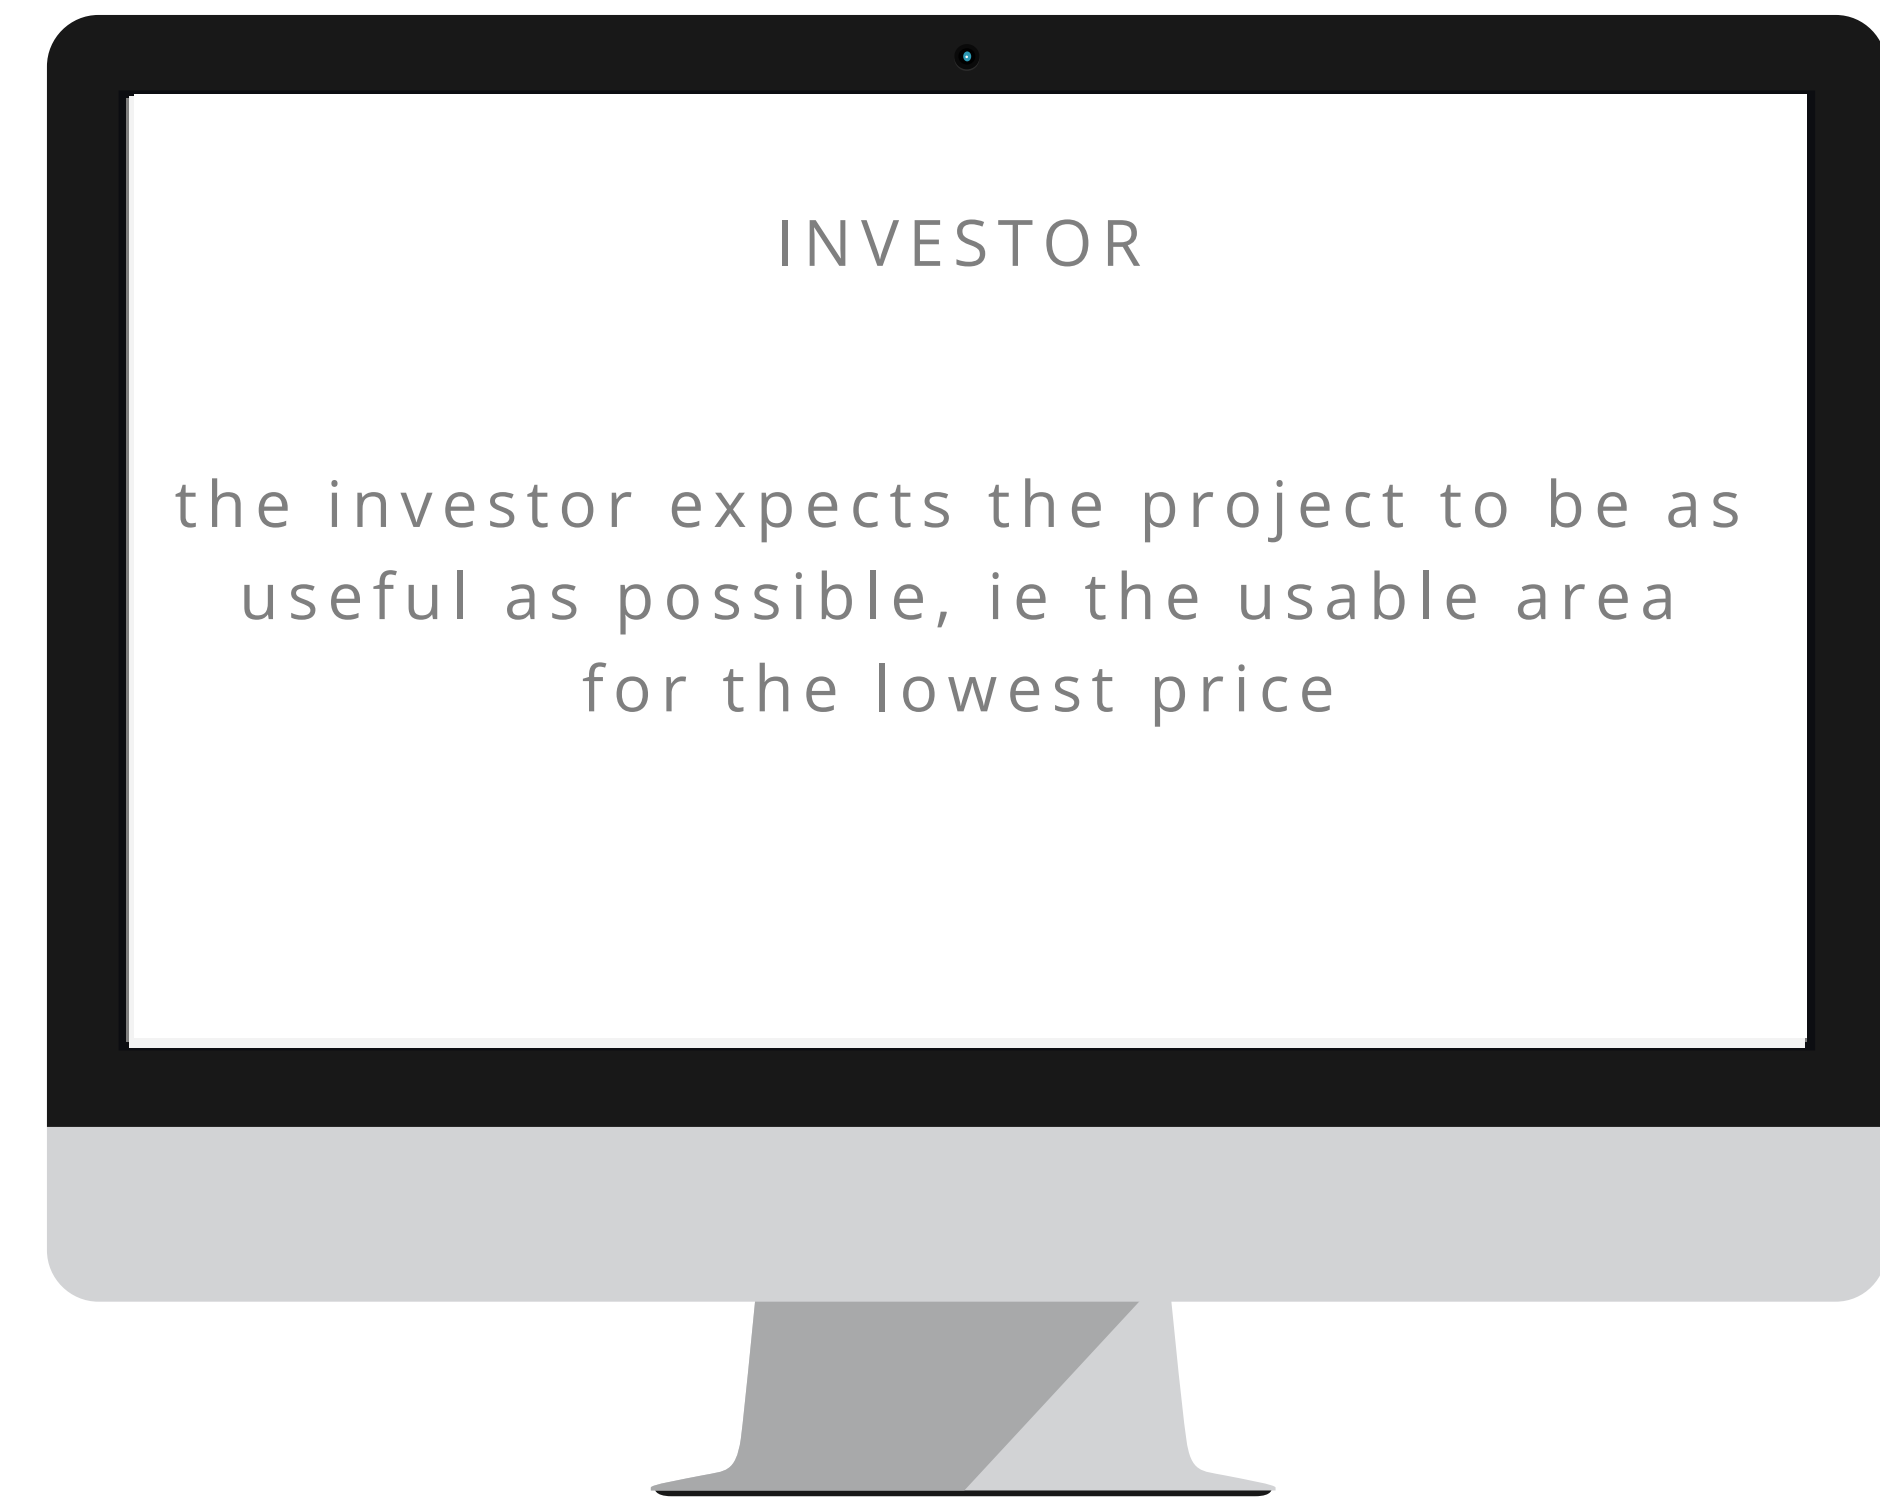 INVESTOR
the investor expects the project to be as
useful as possible, ie the usable area
for the lowest price